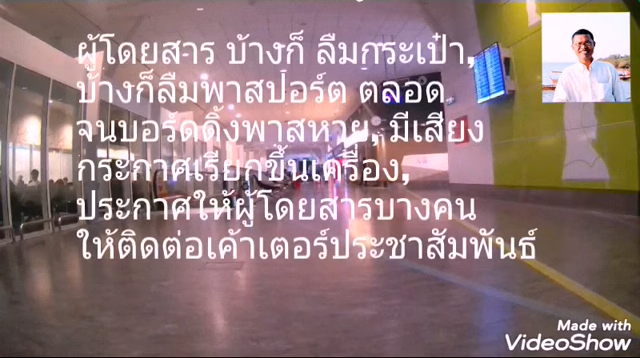 ผู้โดยสาร บ้างก็ ลืมกระเป๋า,
บ้างก็ลืมพาสปอร์ต ตลอด
จนบอร์ดดิ้งพาสหาย, มีเสียง
กระกาศเรียกขึ้นเครื่อง,
ประกาศให้ผู้โดยสารบางคน
ให้ติดต่อเค้าเตอร์ประชาสัมพันธ์
Made with
VideoShow